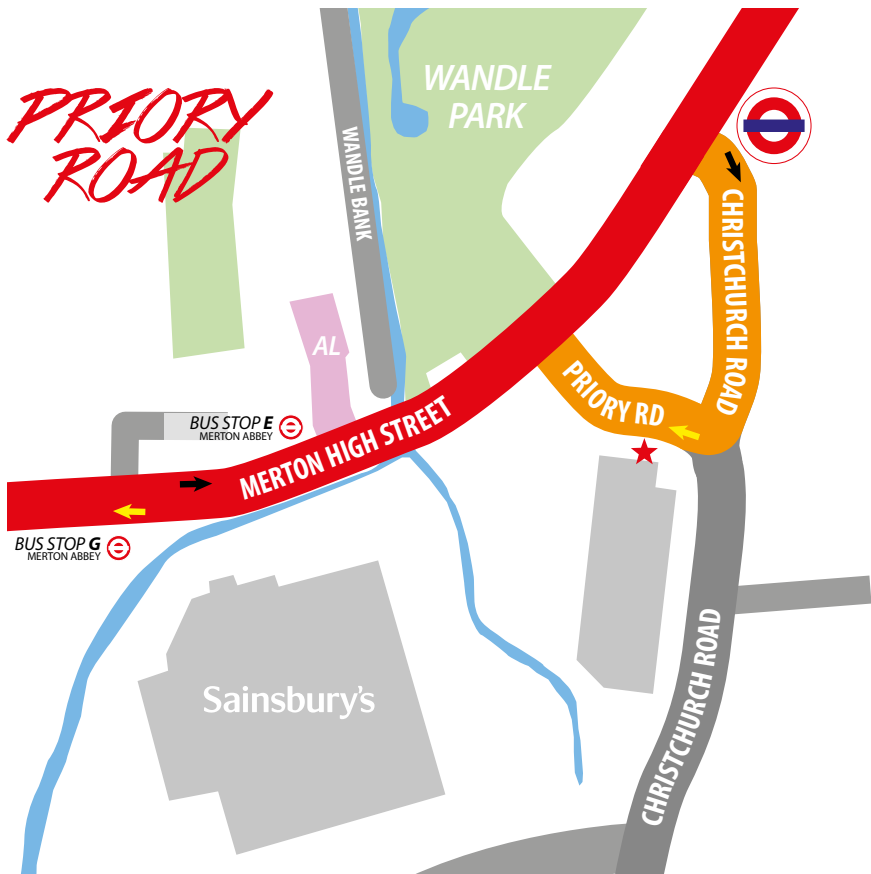 PRIORY
ROAD
WANDLE
PARK
WANDLE BANK
CHRISTCHURCH ROAD
AL
PRIORY RD
BUS STOP E
MERTON ABBEY
MERTON HIGH STREET
BUS STOP G
MERTON ABBEY
CHRISTCHURCH ROAD
Sainsbury's